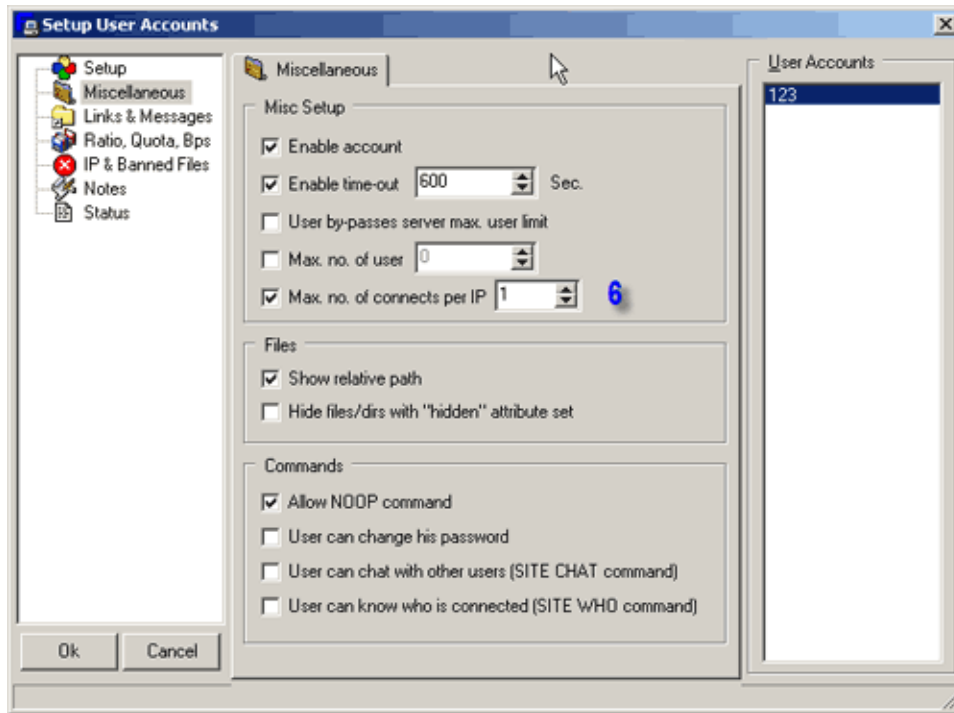 Setup User Accounts
Setup
Miscellaneous
Links & Messages
Ratio, Quota, Bps
IP & Banned Files
Notes
Status
Ok
Cancel
Miscellaneous
Misc Setup
Enable account
Enable time-out 600 Sec.
User by-passes server max. user limit
Max. no. of user 0
Max. no. of connects per IP 1 6
Files
Show relative path
Hide files/dirs with "hidden" attribute set
Commands
Allow NOOP command
User can change his password
User can chat with other users (SITE CHAT command)
User can know who is connected (SITE WHO command)
User Accounts
123